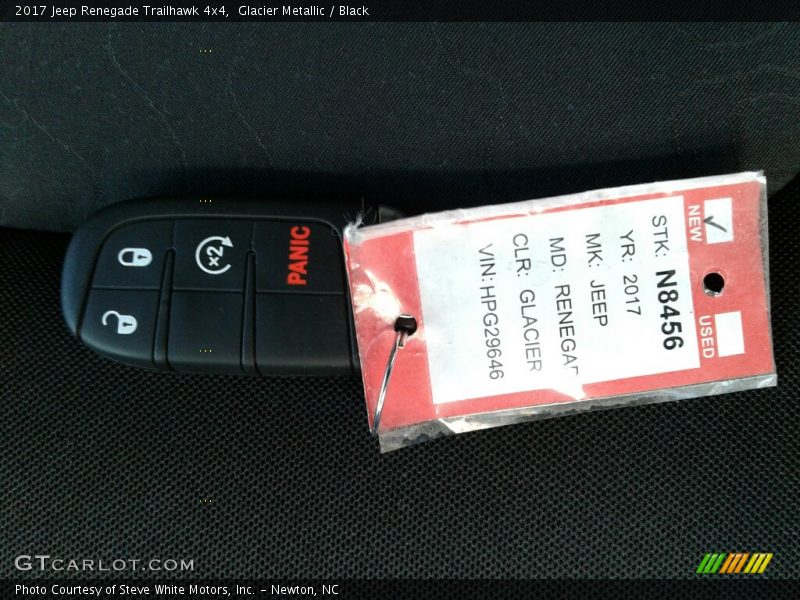 2017 Jeep Renegade Trailhawk 4x4,  Glacier Metallic / Black
x2
PANIC
NEW
USED
STK: N8456
YR: 2017
MK: JEEP
MD: RENEGA
CLR: GLACIER
VIN:HPG29646
GTCARLOT.COM
Photo Courtesy of Steve White Motors, Inc. – Newton, NC